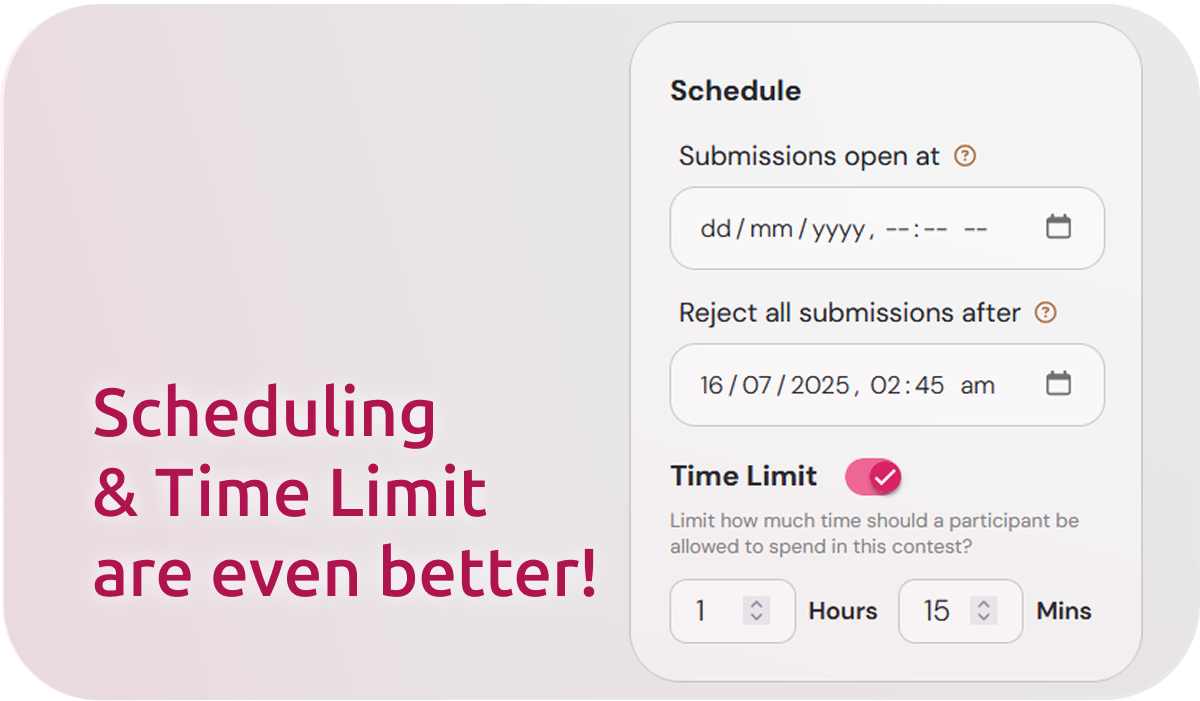 Scheduling
& Time Limit
are even better!
Schedule
Submissions open at ?
dd/mm/yyyy, --:-- --
Reject all submissions after ?
16/07/2025, 02:45 am
Time Limit
Limit how much time should a participant be
allowed to spend in this contest?
1 Hours 15 Mins